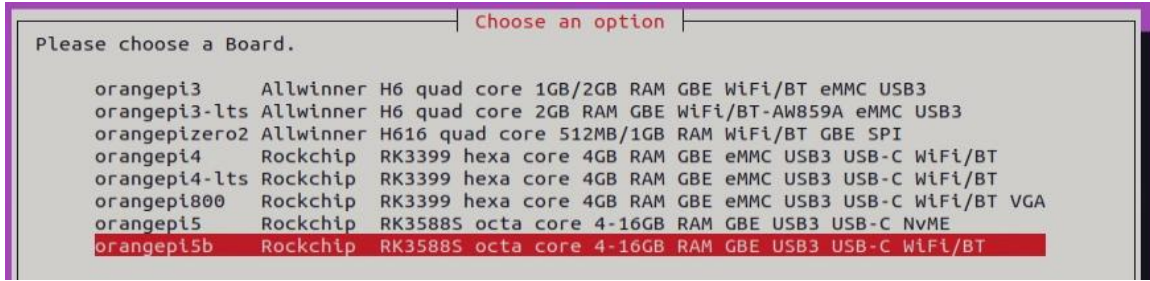 Choose an option
Please choose a Board.
orangepi3 Allwinner H6 quad core 1GB/2GB RAM GBE WiFi/BT eMMC USB3
orangepi3-lts Allwinner H6 quad core 2GB RAM GBE WiFi/BT-AW859A eMMC USB3
orangepizero2 Allwinner H616 quad core 512MB/1GB RAM WiFi/BT GBE SPI
orangepi4 Rockchip RK3399 hexa core 4GB RAM GBE eMMC USB3 USB-C WiFi/BT
orangepi4-lts Rockchip RK3399 hexa core 4GB RAM GBE eMMC USB3 USB-C WiFi/BT
orangepi800 Rockchip RK3399 hexa core 4GB RAM GBE eMMC USB3 USB-C WiFi/BT VGA
orangepi5 Rockchip RK3588S octa core 4-16GB RAM GBE USB3 USB-C NvME
orangepi5b Rockchip RK3588S octa core 4-16GB RAM GBE USB3 USB-C WiFi/BT